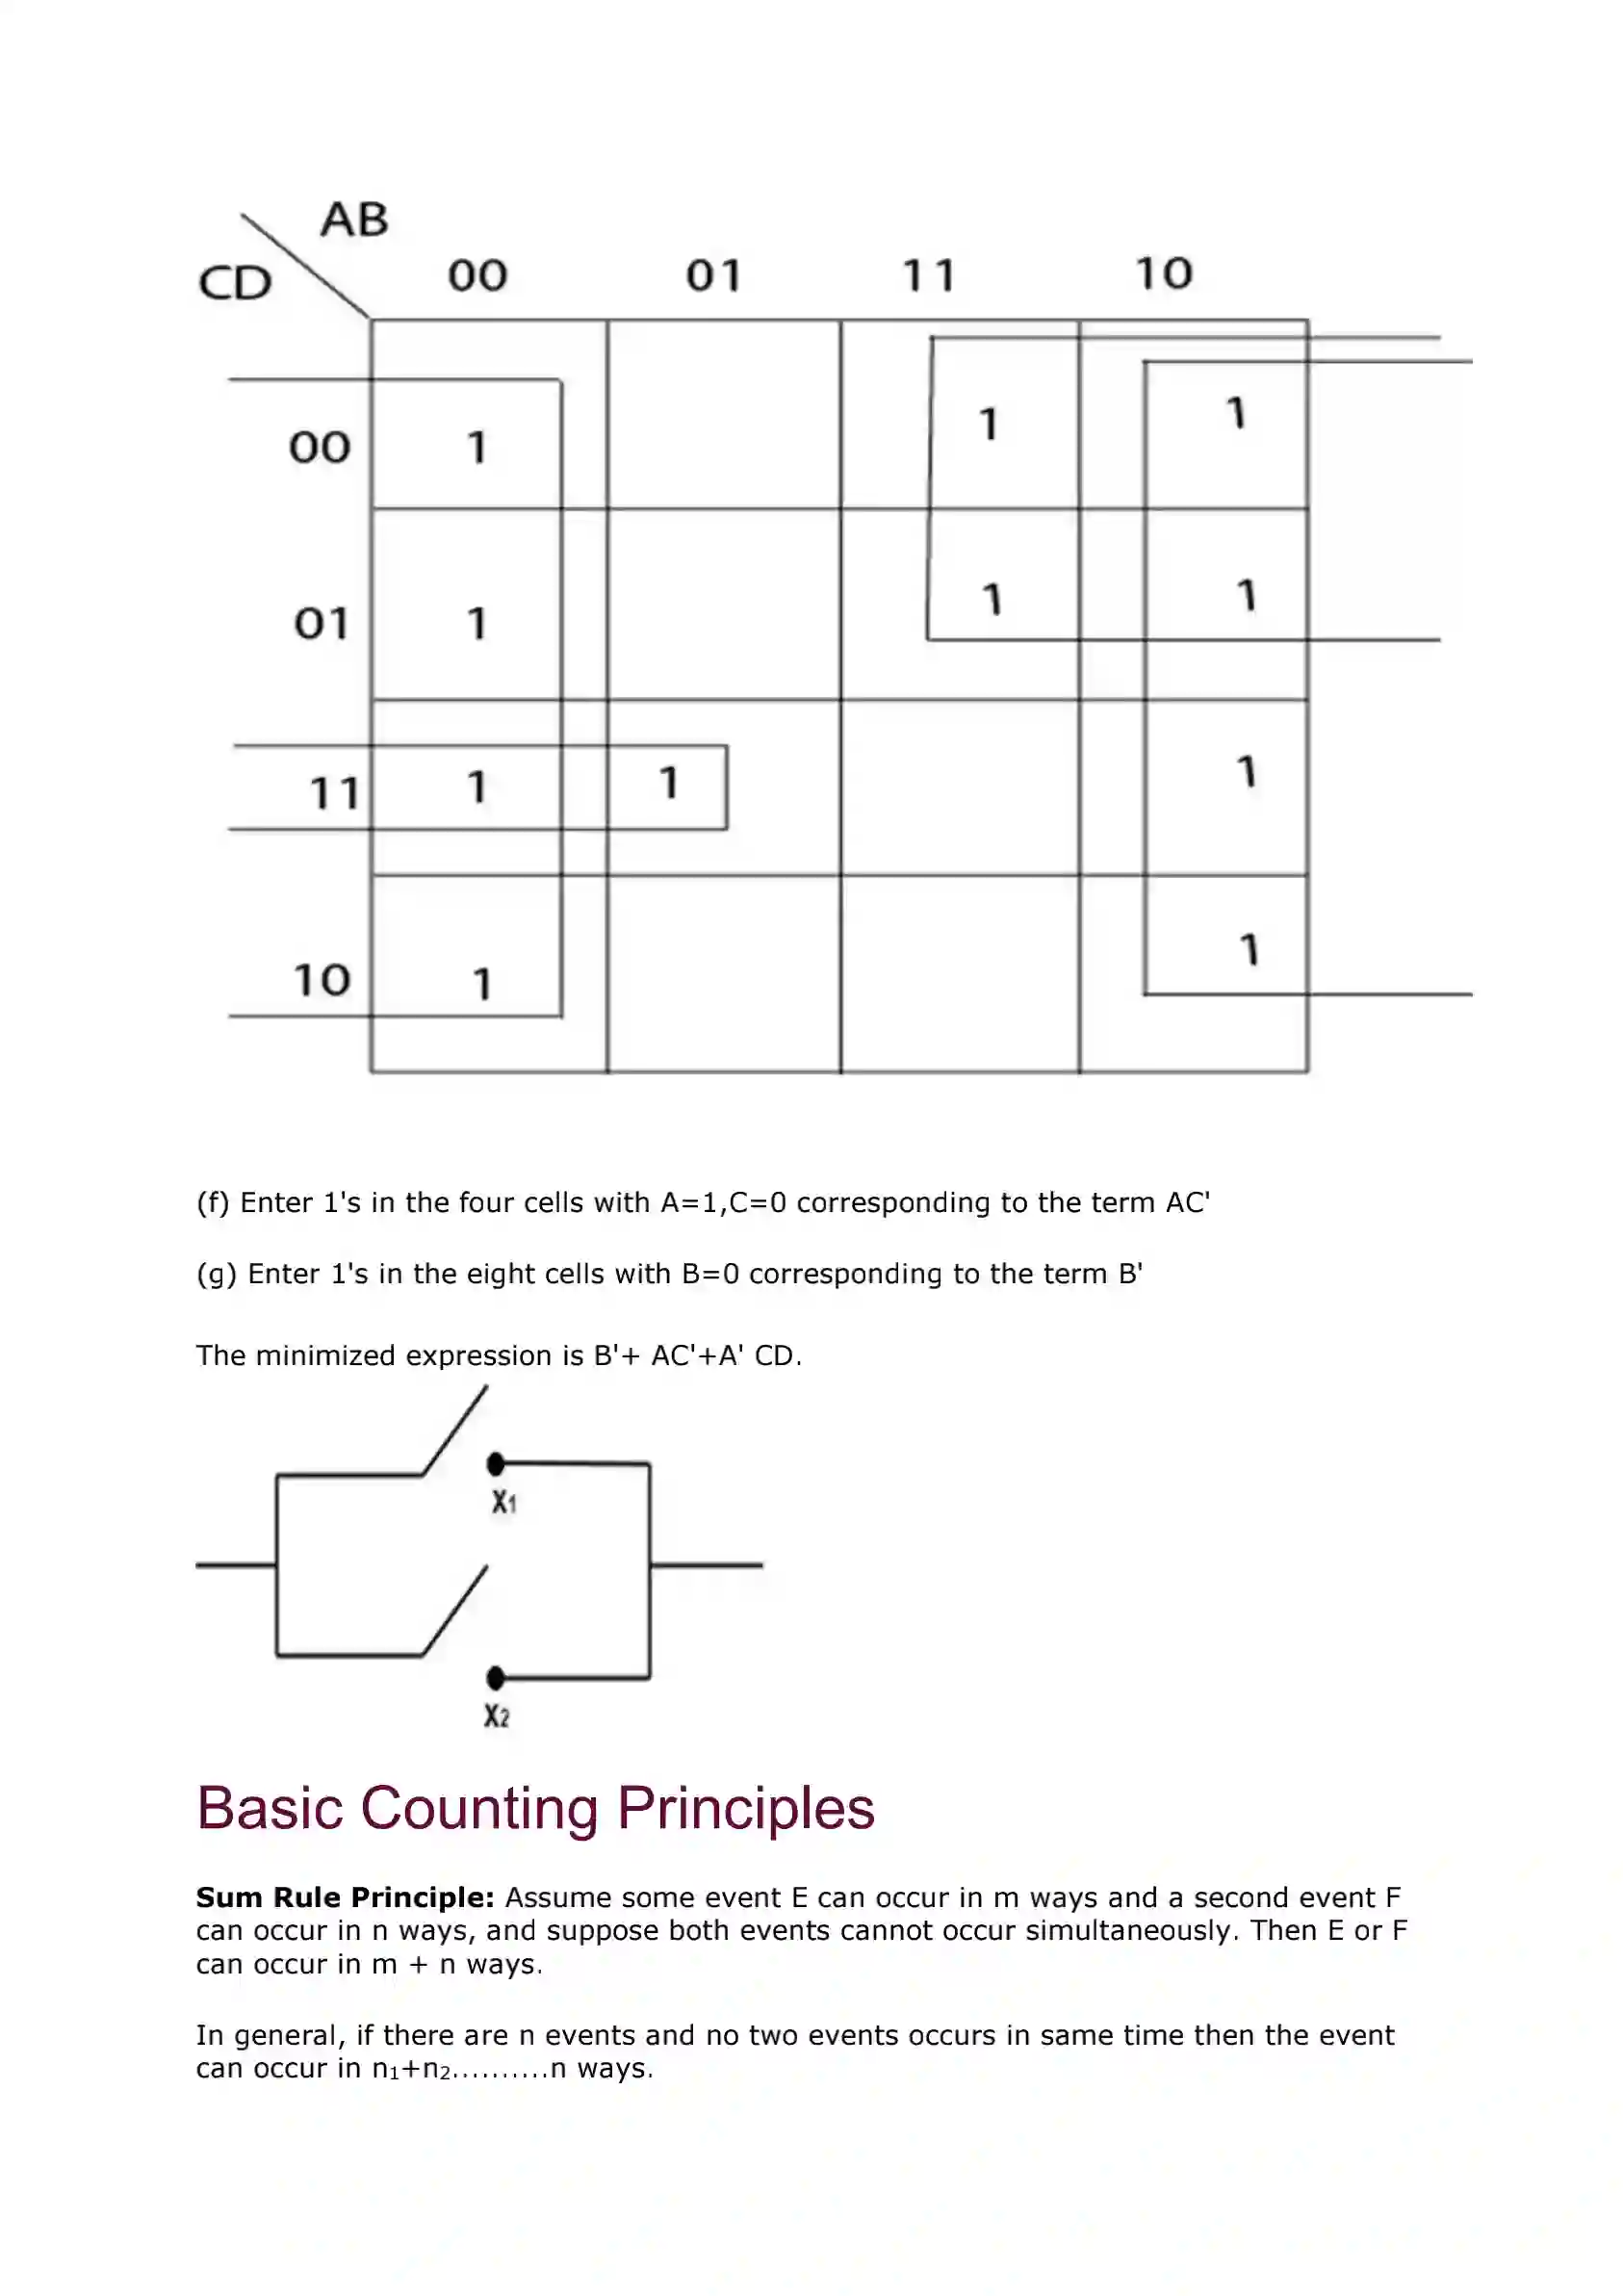 AB
CD 00 01 11 10
00 1 1 1
01 1 1 1
11 1 1 1
10 1 1
(f) Enter 1's in the four cells with A=1,C=0 corresponding to the term AC'
(g) Enter 1's in the eight cells with B=0 corresponding to the term B'
The minimized expression is B'+ AC'+A' CD.
X1
X2
Basic Counting Principles
Sum Rule Principle: Assume some event E can occur in m ways and a second event F
can occur in n ways, and suppose both events cannot occur simultaneously. Then E or F
can occur in m + n ways.
In general, if there are n events and no two events occurs in same time then the event
can occur in n1+n2..........n ways.